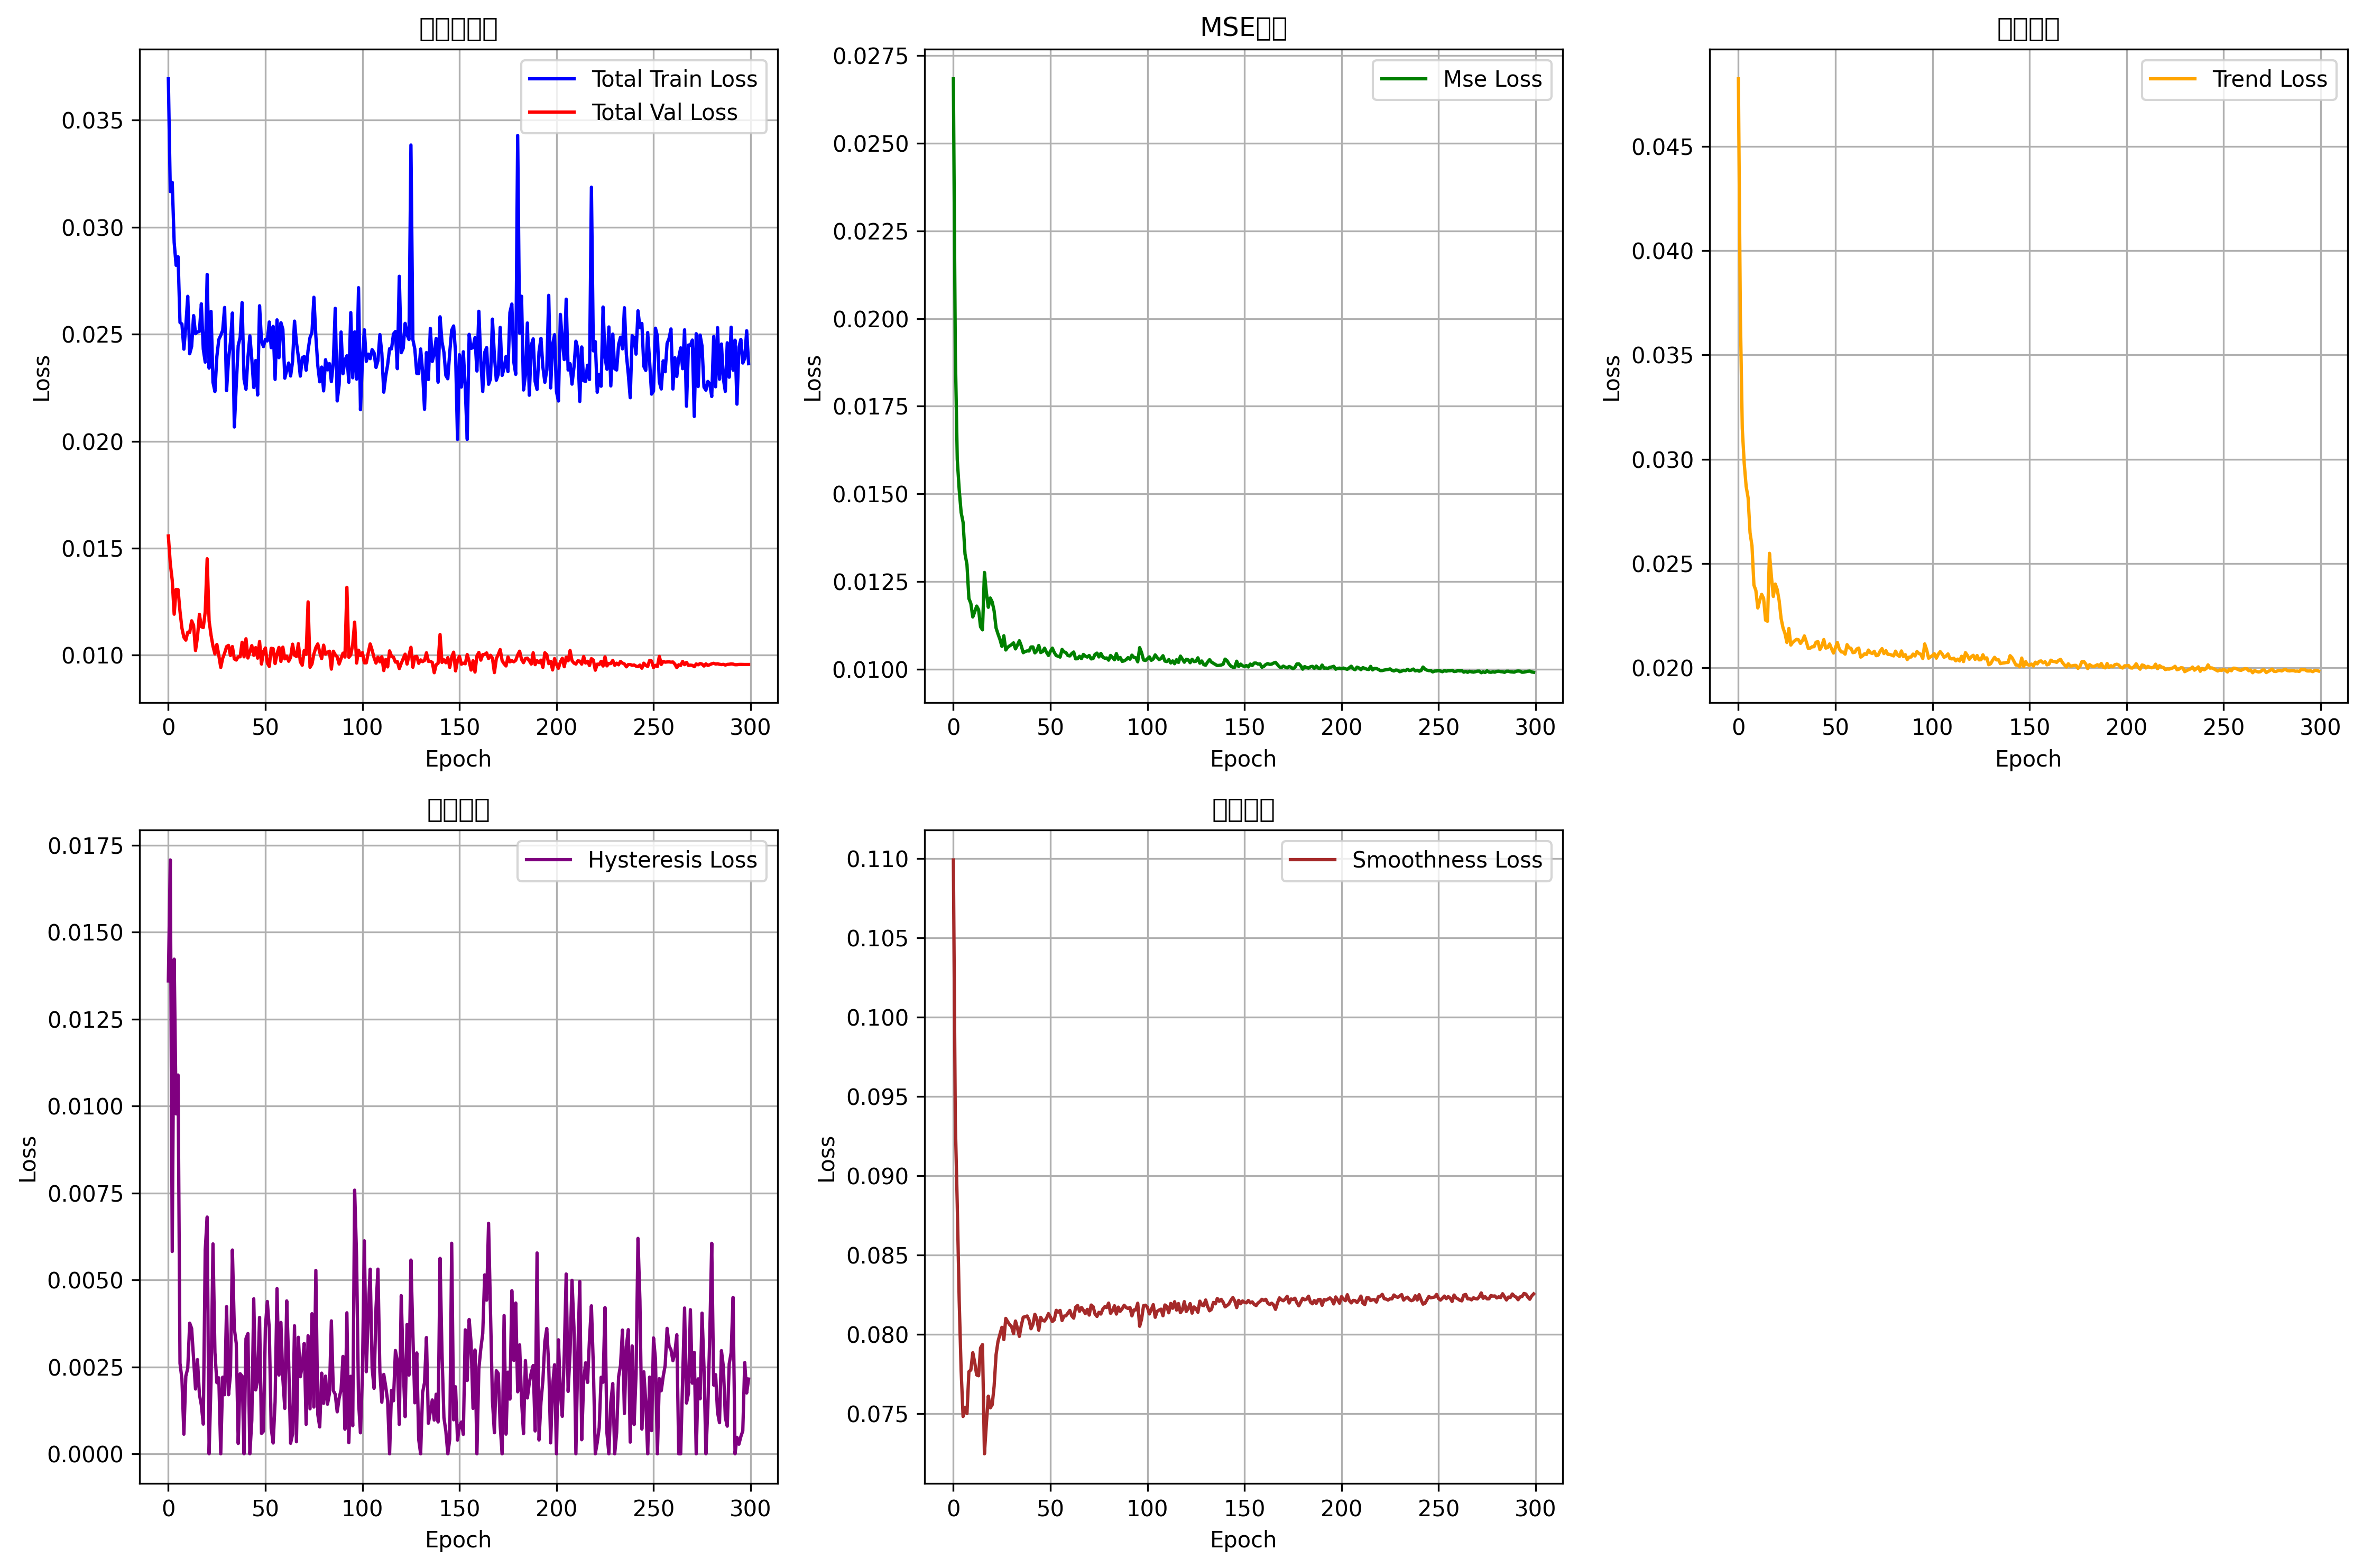 MSE
Total Train Loss
Total Val Loss
Mse Loss
Trend Loss
0.035
0.030
0.025
0.020
0.015
0.010
Loss
0 50 100 150 200 250 300
Epoch
0.0275
0.0250
0.0225
0.0200
0.0175
0.0150
0.0125
0.0100
Loss
0 50 100 150 200 250 300
Epoch
0.045
0.040
0.035
0.030
0.025
0.020
Loss
0 50 100 150 200 250 300
Epoch
Hysteresis Loss
0.0175
0.0150
0.0125
0.0100
0.0075
0.0050
0.0025
0.0000
Loss
0 50 100 150 200 250 300
Epoch
Smoothness Loss
0.110
0.105
0.100
0.095
0.090
0.085
0.080
0.075
Loss
0 50 100 150 200 250 300
Epoch